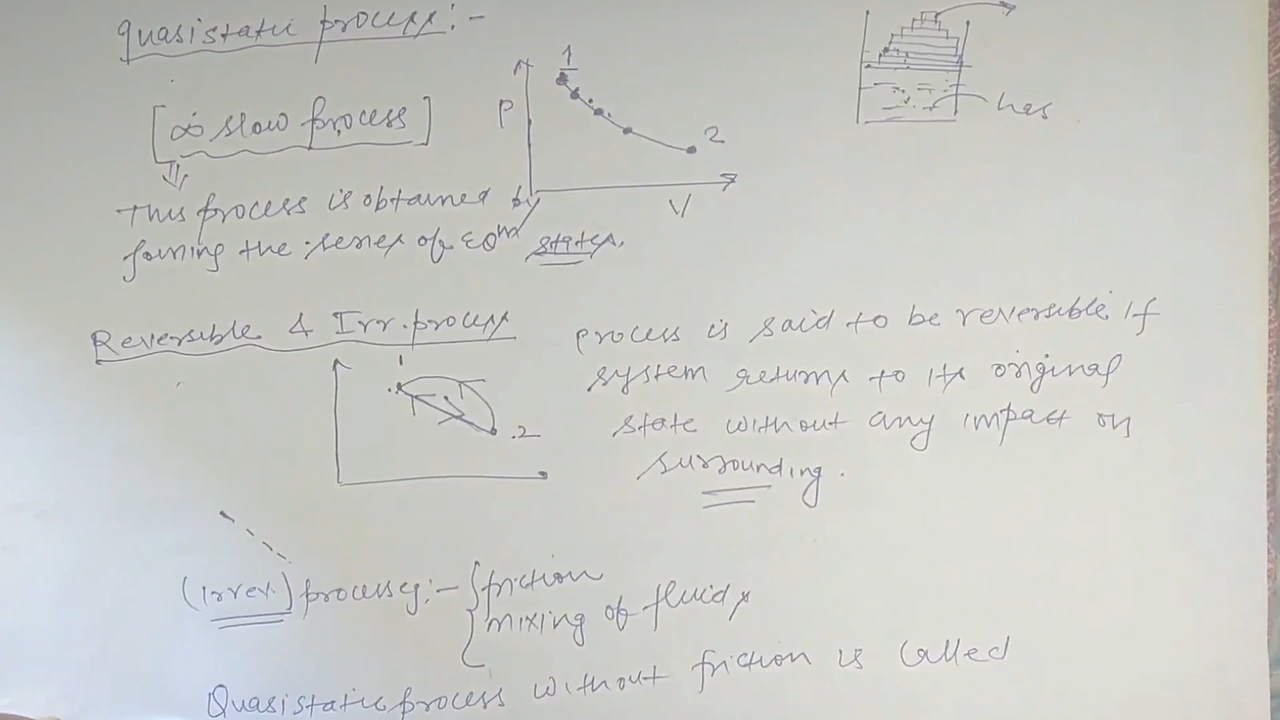 quasistatic process:-
[∞ slow process]
1
P
2
V
gas
This process is obtained by
forming the series of EQm states.
Reversible & Irr. process
1
2
process is said to be reversible if
system returns to its original
state without any impact on
surrounding.
(Irrev.) process:- { friction
mixing of fluids
Quasistatic process without friction is called